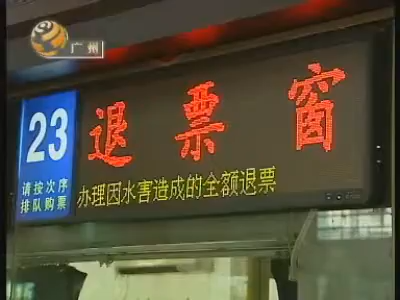 广州
23
请按次序
排队购票
退票窗
办理因水害造成的全额退票